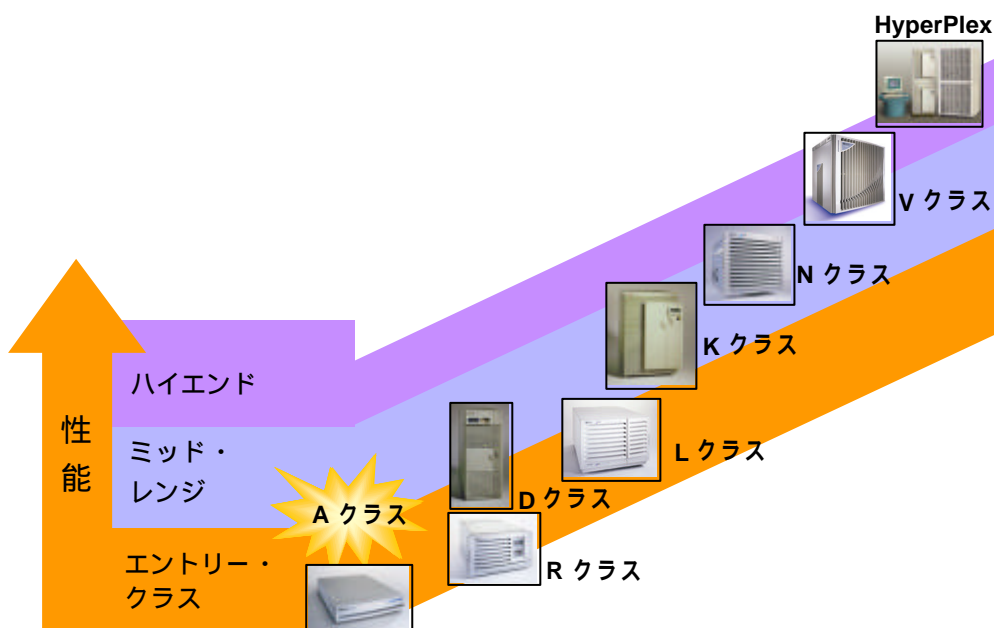 HyperPlex
V クラス
N クラス
K クラス
ハイエンド
性
能
ミッド・
レンジ
L クラス
A クラス
D クラス
エントリー・
クラス
R クラス